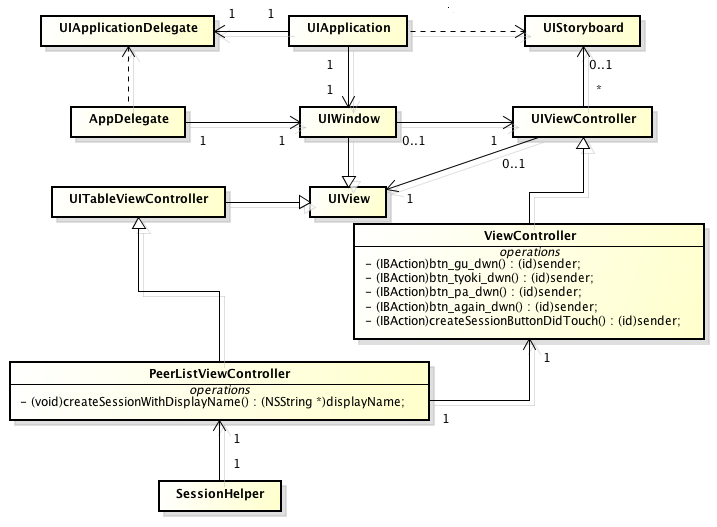 1 1
UIApplicationDelegate UIApplication UIStoryboard
1 0..1
1 *
AppDelegate UIWindow UIViewController
1 1 0..1 1
0..1
UITableViewController UIView 1
ViewController
operations
- (IBAction)btn_gu_dwn() : (id)sender;
- (IBAction)btn_tyoki_dwn() : (id)sender;
- (IBAction)btn_pa_dwn() : (id)sender;
- (IBAction)btn_again_dwn() : (id)sender;
- (IBAction)createSessionButtonDidTouch() : (id)sender;
1
PeerListViewController
operations
- (void)createSessionWithDisplayName() : (NSString *)displayName;
1
1
1
SessionHelper